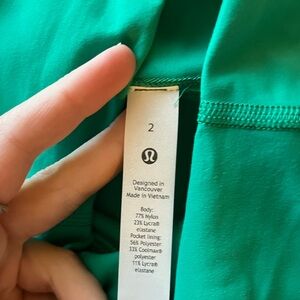 2
Designed in
Vancouver
Made in Vietnam
Body:
77% Nylon
23% Lycra®
elastane
Pocket lining:
56% Polyester
33% Coolmax®
polyester
11% Lycra®
elastane